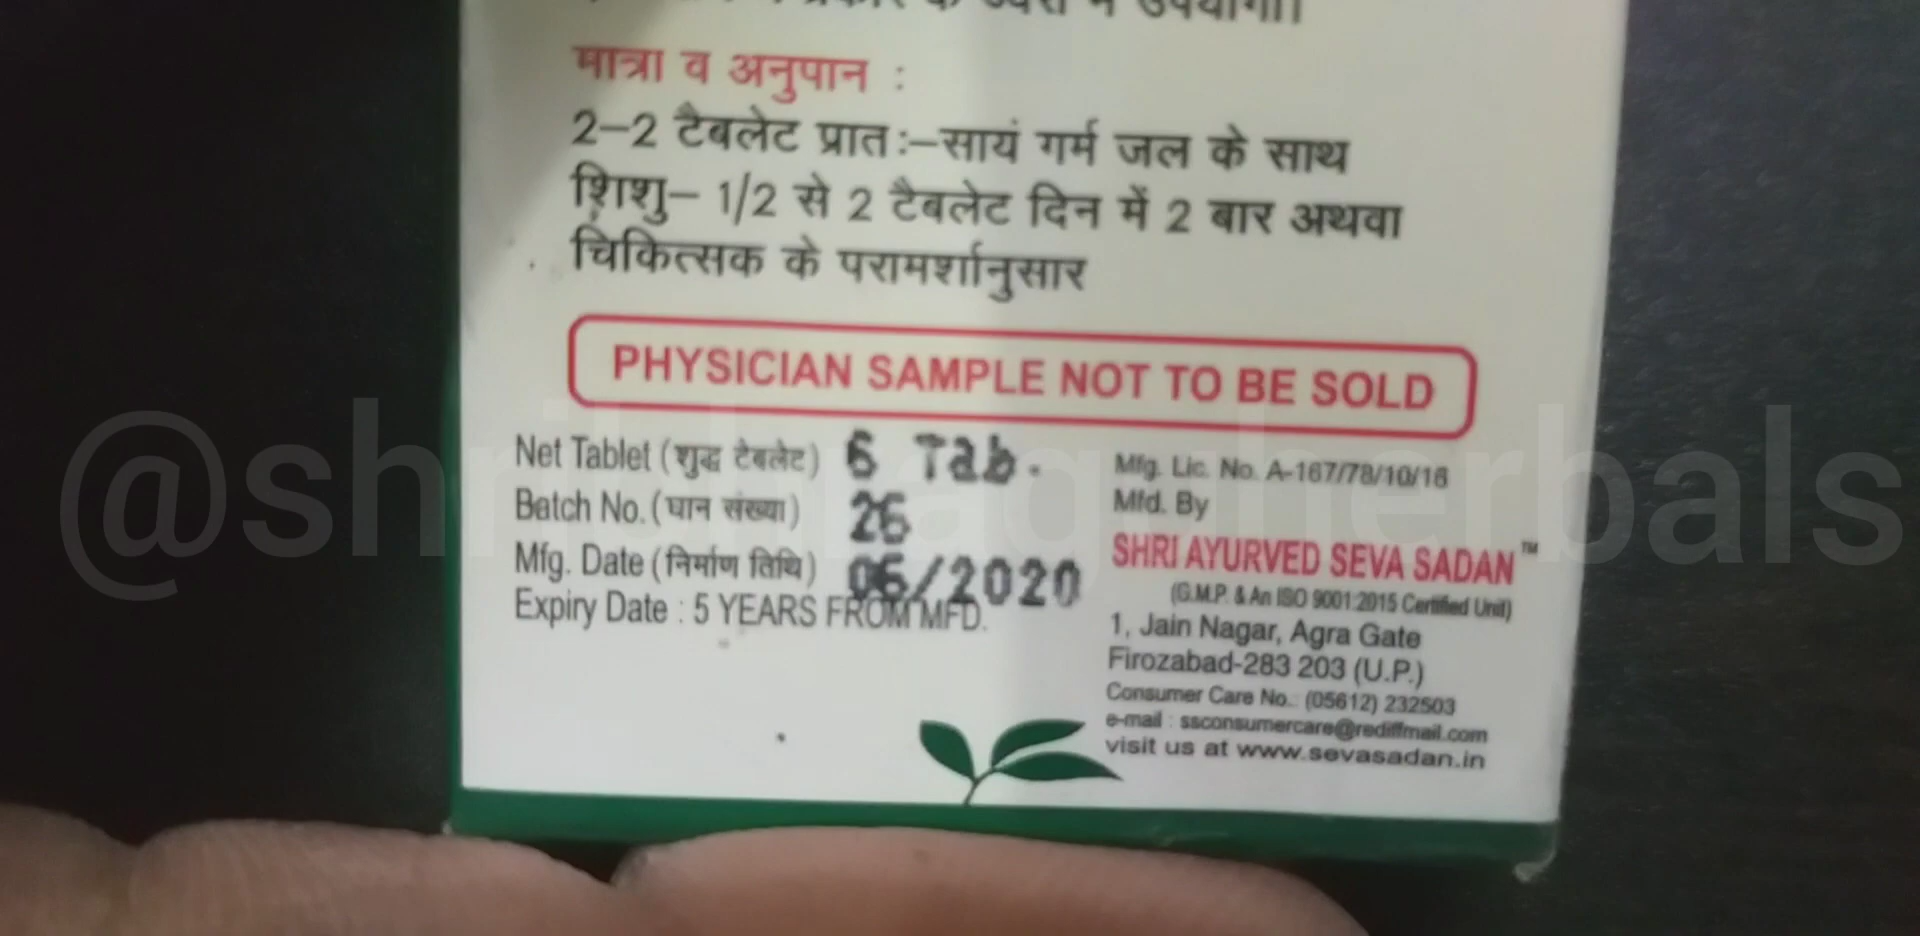 उपयोगी।
मात्रा व अनुपान :
2–2 टैबलेट प्रातः–सायं गर्म जल के साथ
शिशु– 1/2 से 2 टैबलेट दिन में 2 बार अथवा
चिकित्सक के परामर्शानुसार
PHYSICIAN SAMPLE NOT TO BE SOLD
Net Tablet (शुद्ध टेबलेट) 6 Tab.
Batch No. (घान संख्या) 26
Mfg. Date (निर्माण तिथि) 06/2020
Expiry Date : 5 YEARS FROM MFD.
Mfg. Lic. No. A-167/78/10/16
Mfd. By
SHRI AYURVED SEVA SADAN™
(G.M.P. & An ISO 9001:2015 Certified Unit)
1, Jain Nagar, Agra Gate
Firozabad-283 203 (U.P.)
Consumer Care No.: (05612) 232503
e-mail : ssconsumercare@rediffmail.com
visit us at www.sevasadan.in